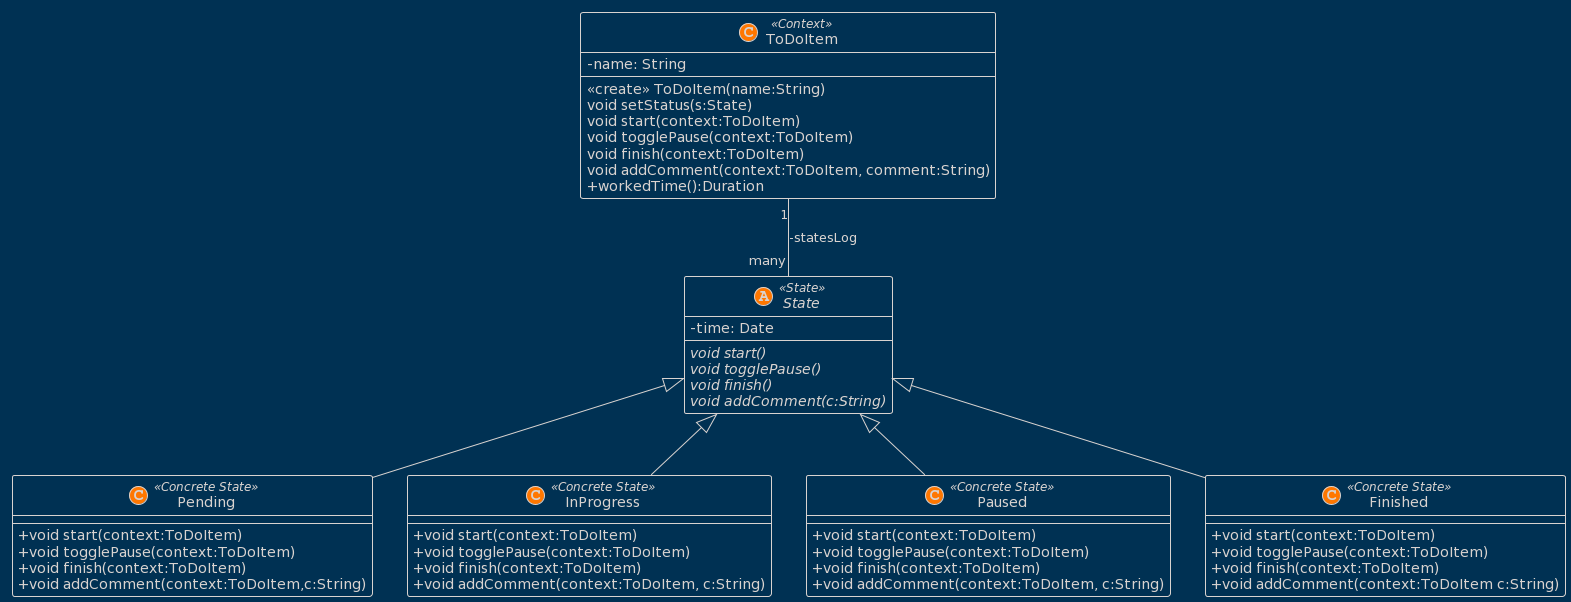 «Context»
C ToDoItem
-name: String
«create» ToDoItem(name:String)
void setStatus(s:State)
void start(context:ToDoItem)
void togglePause(context:ToDoItem)
void finish(context:ToDoItem)
void addComment(context:ToDoItem, comment:String)
+workedTime():Duration
1
-statesLog
many
«State»
A State
-time: Date
void start()
void togglePause()
void finish()
void addComment(c:String)
«Concrete State»
C Pending
+void start(context:ToDoItem)
+void togglePause(context:ToDoItem)
+void finish(context:ToDoItem)
+void addComment(context:ToDoItem,c:String)
«Concrete State»
C InProgress
+void start(context:ToDoItem)
+void togglePause(context:ToDoItem)
+void finish(context:ToDoItem)
+void addComment(context:ToDoItem, c:String)
«Concrete State»
C Paused
+void start(context:ToDoItem)
+void togglePause(context:ToDoItem)
+void finish(context:ToDoItem)
+void addComment(context:ToDoItem, c:String)
«Concrete State»
C Finished
+void start(context:ToDoItem)
+void togglePause(context:ToDoItem)
+void finish(context:ToDoItem)
+void addComment(context:ToDoItem c:String)